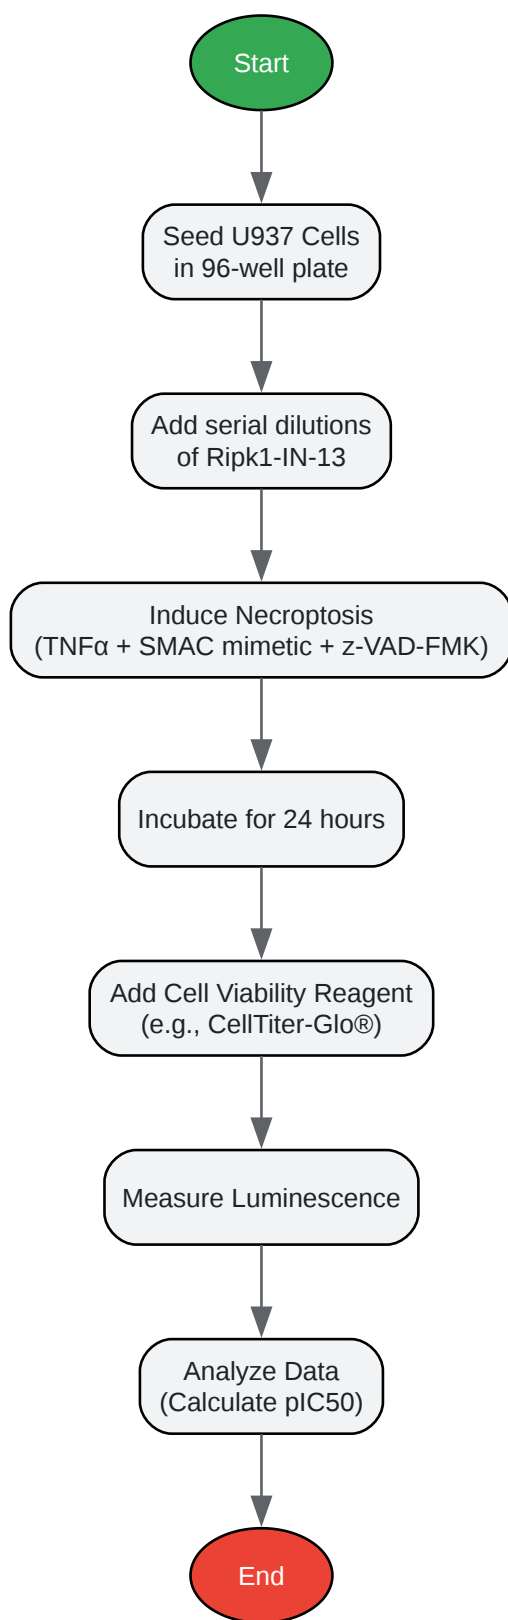 Start
Seed U937 Cells
in 96-well plate
Add serial dilutions
of Ripk1-IN-13
Induce Necroptosis
(TNFα + SMAC mimetic + z-VAD-FMK)
Incubate for 24 hours
Add Cell Viability Reagent
(e.g., CellTiter-Glo®)
Measure Luminescence
Analyze Data
(Calculate pIC50)
End